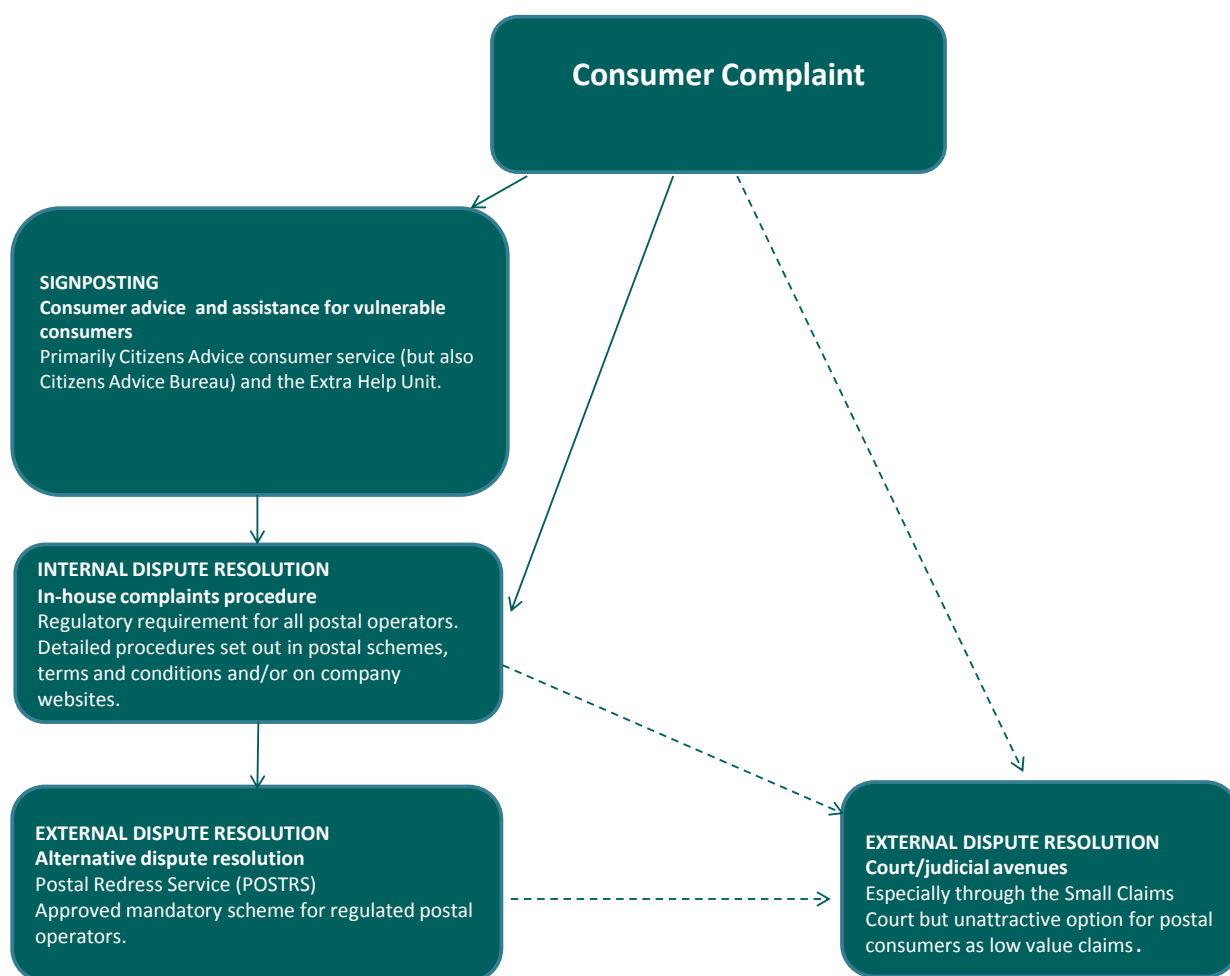 Consumer Complaint
SIGNPOSTING
Consumer advice and assistance for vulnerable
consumers
Primarily Citizens Advice consumer service (but also
Citizens Advice Bureau) and the Extra Help Unit.
INTERNAL DISPUTE RESOLUTION
In-house complaints procedure
Regulatory requirement for all postal operators.
Detailed procedures set out in postal schemes,
terms and conditions and/or on company
websites.
EXTERNAL DISPUTE RESOLUTION
Alternative dispute resolution
Postal Redress Service (POSTRS)
Approved mandatory scheme for regulated postal
operators.
EXTERNAL DISPUTE RESOLUTION
Court/judicial avenues
Especially through the Small Claims
Court but unattractive option for postal
consumers as low value claims.